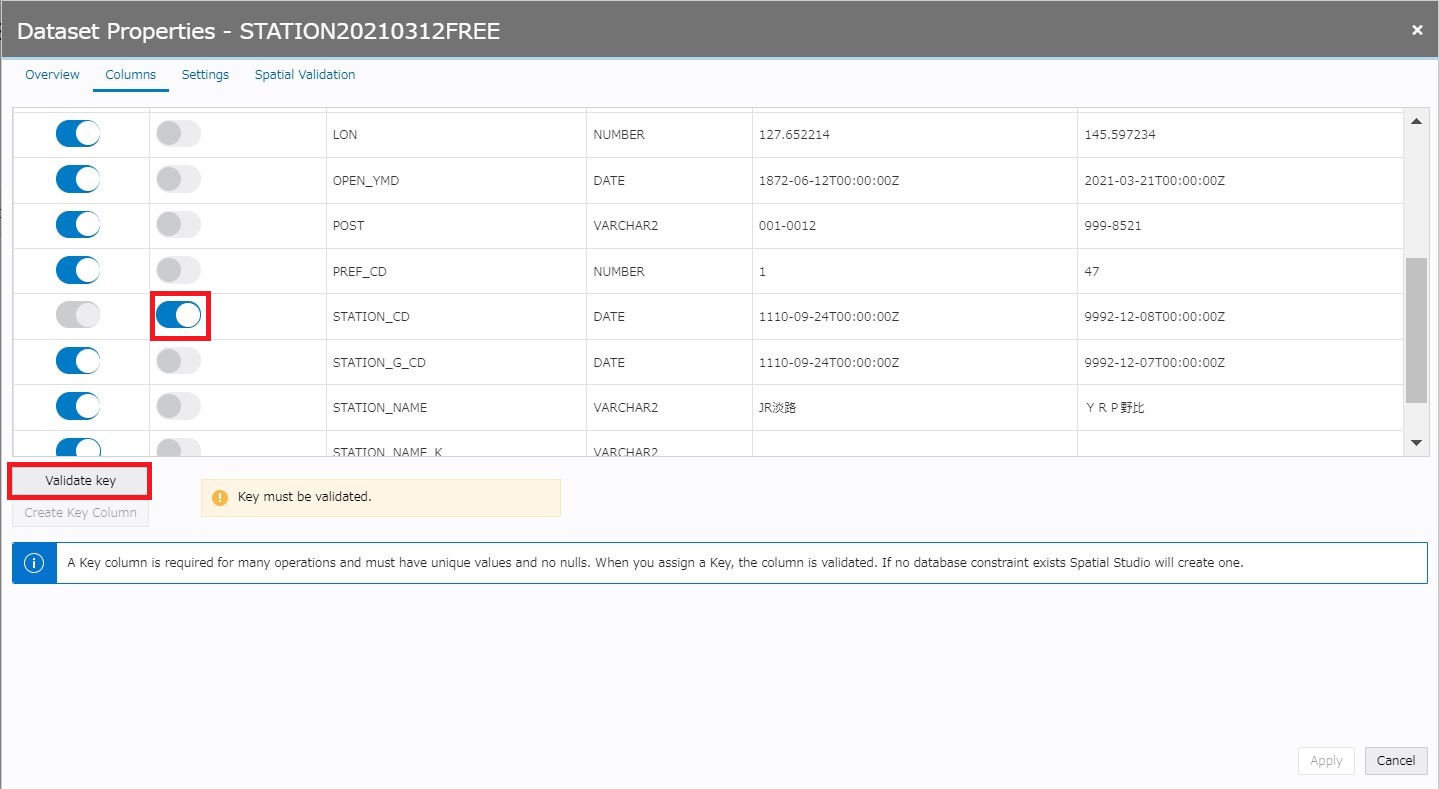 Dataset Properties - STATION20210312FREE
Overview Columns Settings Spatial Validation
LON NUMBER 127.652214 145.597234
OPEN_YMD DATE 1872-06-12T00:00:00Z 2021-03-21T00:00:00Z
POST VARCHAR2 001-0012 999-8521
PREF_CD NUMBER 1 47
STATION_CD DATE 1110-09-24T00:00:00Z 9992-12-08T00:00:00Z
STATION_G_CD DATE 1110-09-24T00:00:00Z 9992-12-07T00:00:00Z
STATION_NAME VARCHAR2 JR淡路 ＹＲＰ野比
STATION_NAME_K VARCHAR2
Validate key
Key must be validated.
Create Key Column
A Key column is required for many operations and must have unique values and no nulls. When you assign a Key, the column is validated. If no database constraint exists Spatial Studio will create one.
Apply Cancel